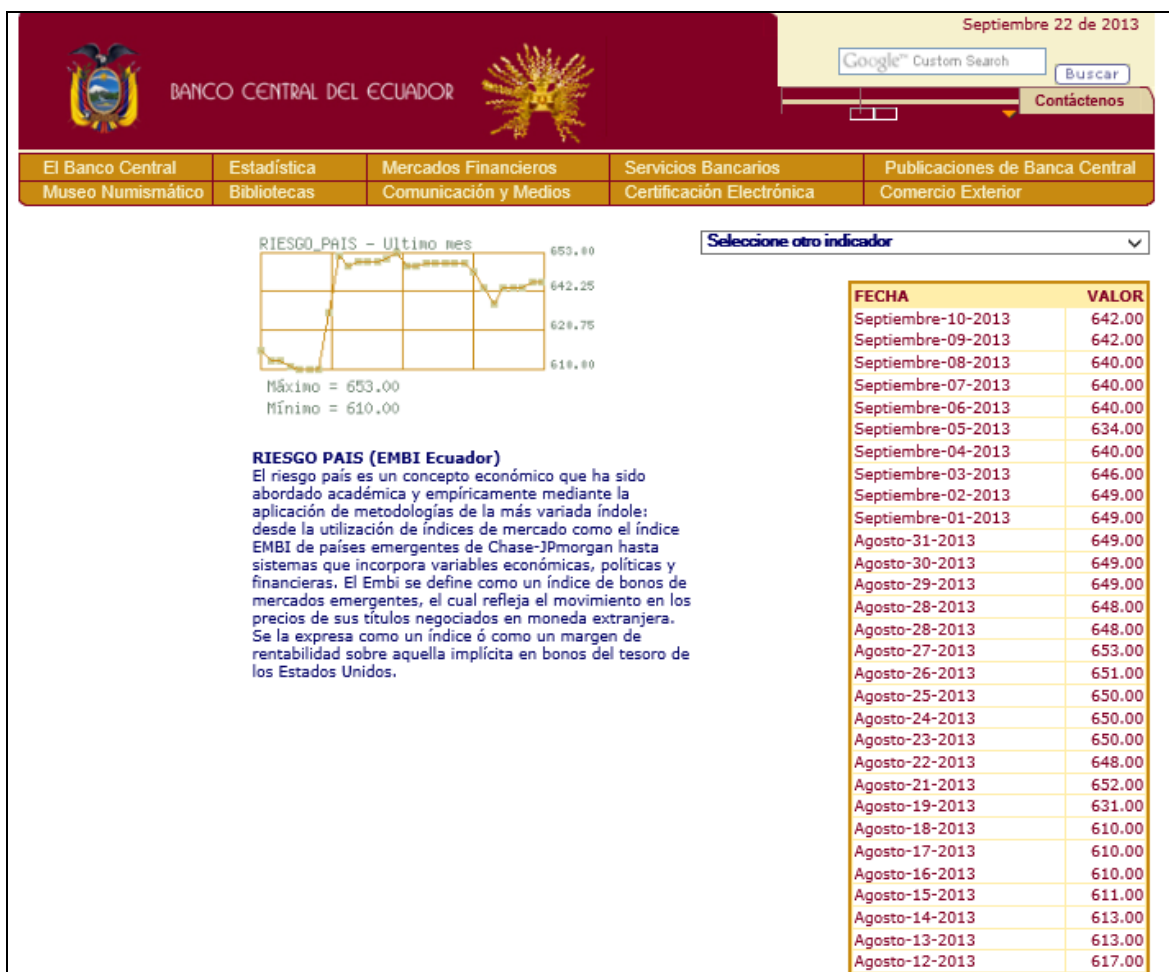 Septiembre 22 de 2013
Google™ Custom Search
Buscar
BANCO CENTRAL DEL ECUADOR
Contáctenos
El Banco Central Estadística Mercados Financieros Servicios Bancarios Publicaciones de Banca Central
Museo Numismático Bibliotecas Comunicación y Medios Certificación Electrónica Comercio Exterior
RIESGO_PAIS - Ultimo mes
653.00
642.25
620.75
610.00
Máximo = 653.00
Mínimo = 610.00
RIESGO PAIS (EMBI Ecuador)
El riesgo país es un concepto económico que ha sido
abordado académica y empíricamente mediante la
aplicación de metodologías de la más variada índole:
desde la utilización de índices de mercado como el índice
EMBI de países emergentes de Chase-JPmorgan hasta
sistemas que incorpora variables económicas, políticas y
financieras. El Embi se define como un índice de bonos de
mercados emergentes, el cual refleja el movimiento en los
precios de sus títulos negociados en moneda extranjera.
Se la expresa como un índice ó como un margen de
rentabilidad sobre aquella implícita en bonos del tesoro de
los Estados Unidos.
Seleccione otro indicador
FECHA VALOR
Septiembre-10-2013 642.00
Septiembre-09-2013 642.00
Septiembre-08-2013 640.00
Septiembre-07-2013 640.00
Septiembre-06-2013 640.00
Septiembre-05-2013 634.00
Septiembre-04-2013 640.00
Septiembre-03-2013 646.00
Septiembre-02-2013 649.00
Septiembre-01-2013 649.00
Agosto-31-2013 649.00
Agosto-30-2013 649.00
Agosto-29-2013 649.00
Agosto-28-2013 648.00
Agosto-28-2013 648.00
Agosto-27-2013 653.00
Agosto-26-2013 651.00
Agosto-25-2013 650.00
Agosto-24-2013 650.00
Agosto-23-2013 650.00
Agosto-22-2013 648.00
Agosto-21-2013 652.00
Agosto-19-2013 631.00
Agosto-18-2013 610.00
Agosto-17-2013 610.00
Agosto-16-2013 610.00
Agosto-15-2013 611.00
Agosto-14-2013 613.00
Agosto-13-2013 613.00
Agosto-12-2013 617.00